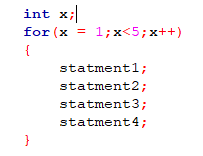 int x;
for(x = 1;x<5;x++)
{
statment1;
statment2;
statment3;
statment4;
}